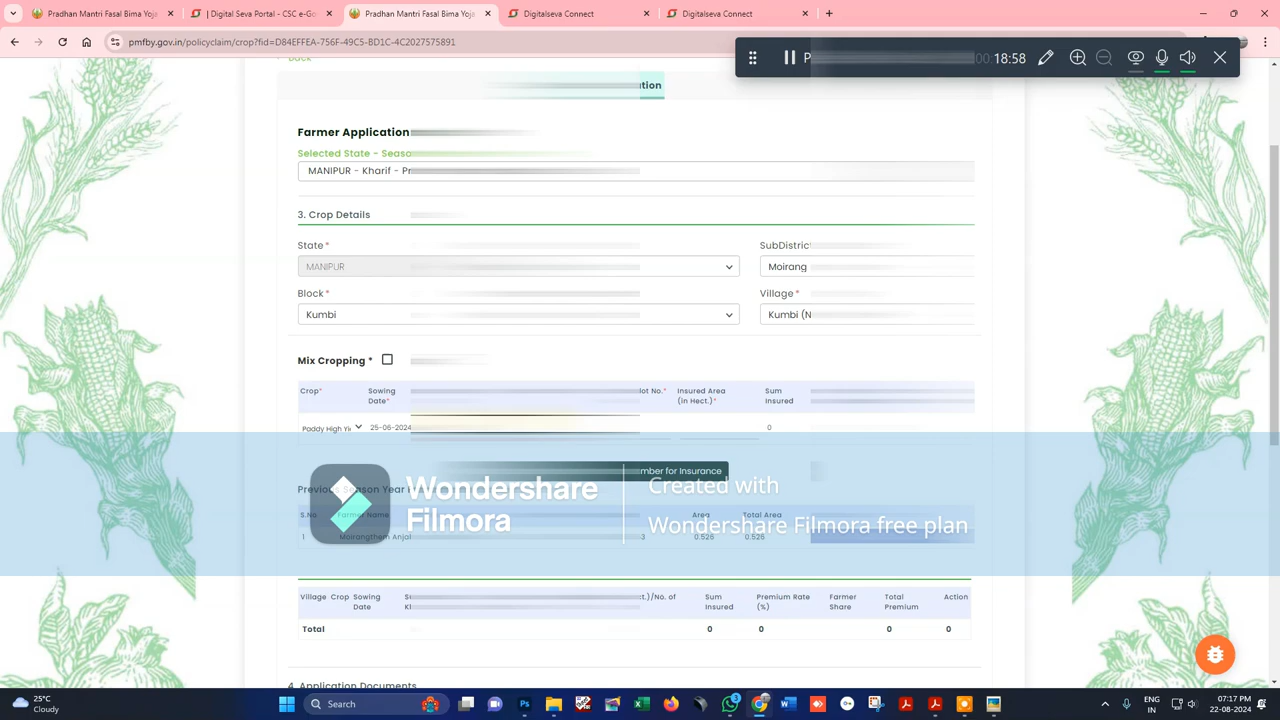 Pradhan Mantri Fasal Bima Yoja
| Digital Seva Portal - CSC e-Go
Pradhan Mantri Fasal Bima Yoja
Digitalseva Connect
Digitalseva Connect
pmfby.gov.in/policyclaim/crop?fid=D84EFFEA-756F-49C5-BD1C-4C2027575891
00:18:58
Back
tion
Farmer Application
Selected State - Seaso
MANIPUR - Kharif - Pr
3. Crop Details
State* SubDistric
MANIPUR Moirang
Block* Village*
Kumbi Kumbi (N
Mix Cropping *
Crop* Sowing Date* lot No.* Insured Area (In Hect.)* Sum Insured
Paddy High Yi 25-06-2024 0
mber for Insurance
Previous Season Year
S.No. Farmer Name Area Total Area
1 Moirangthem Anjol 3 0.526 0.526
Wondershare Filmora
Created with
Wondershare Filmora free plan
Village Crop Sowing Date t.)/No. of Sum Insured Premium Rate (%) Farmer Share Total Premium Action
Total 0 0 0 0
4. Application Documents
25°C
Cloudy
Search
3
ENG
IN
07:17 PM
22-08-2024